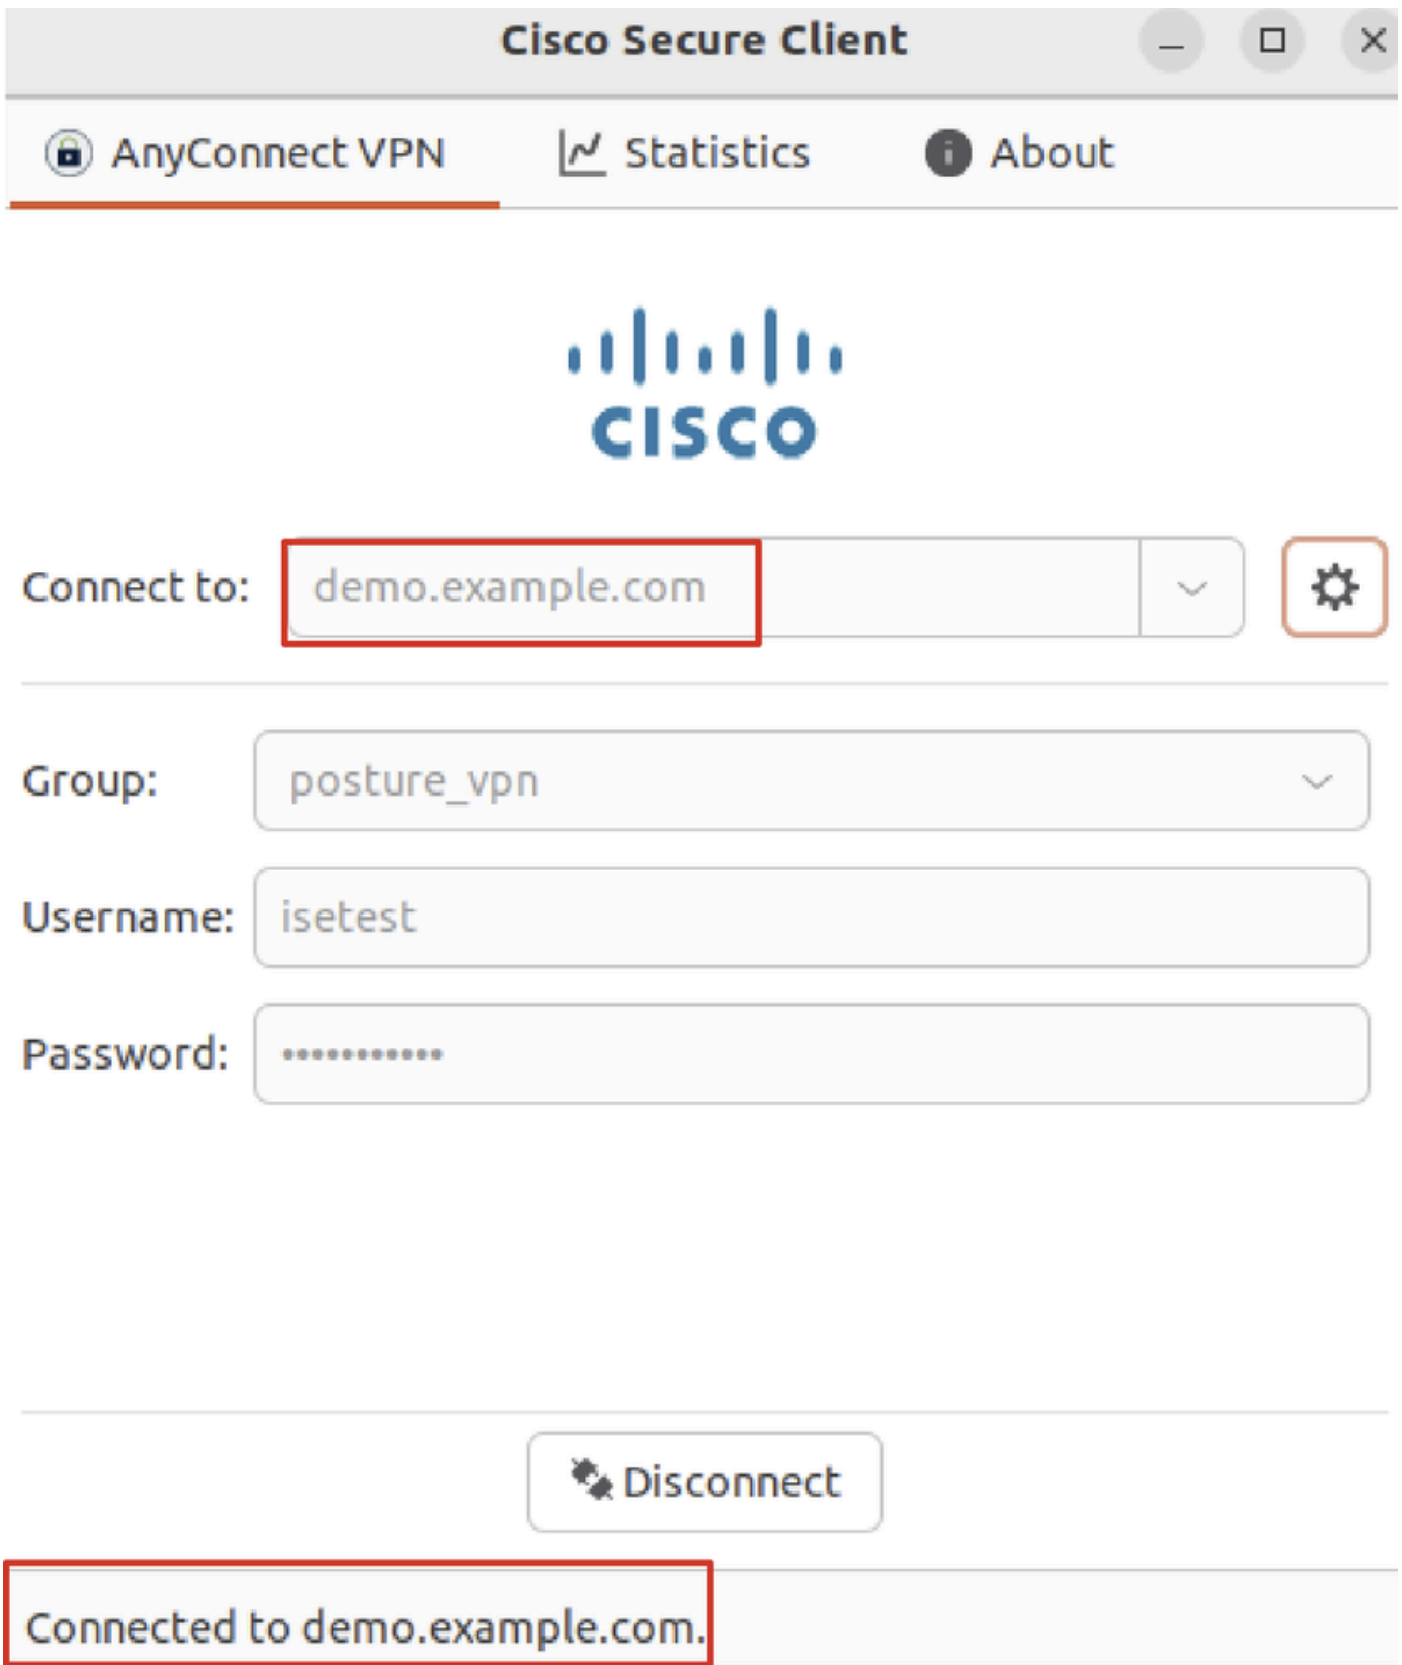 Cisco Secure Client
AnyConnect VPN Statistics About
CISCO
Connect to: demo.example.com
Group: posture_vpn
Username: isetest
Password: •••••••••••
Disconnect
Connected to demo.example.com.